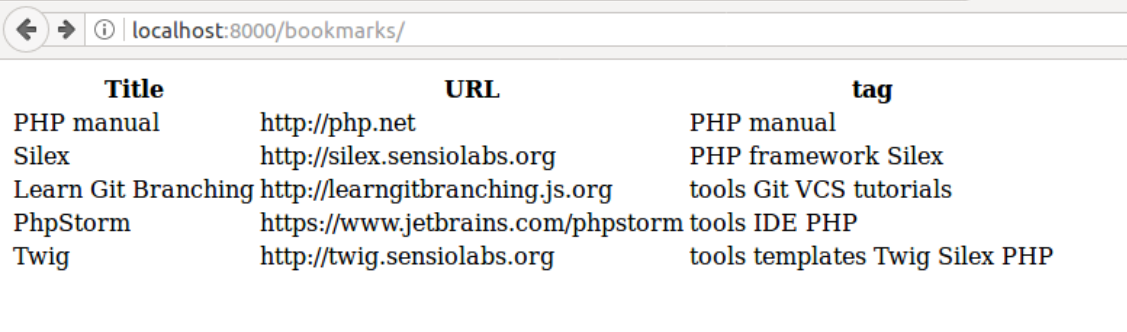 localhost:8000/bookmarks/
Title URL tag
PHP manual http://php.net PHP manual
Silex http://silex.sensiolabs.org PHP framework Silex
Learn Git Branching http://learngitbranching.js.org tools Git VCS tutorials
PhpStorm https://www.jetbrains.com/phpstorm tools IDE PHP
Twig http://twig.sensiolabs.org tools templates Twig Silex PHP